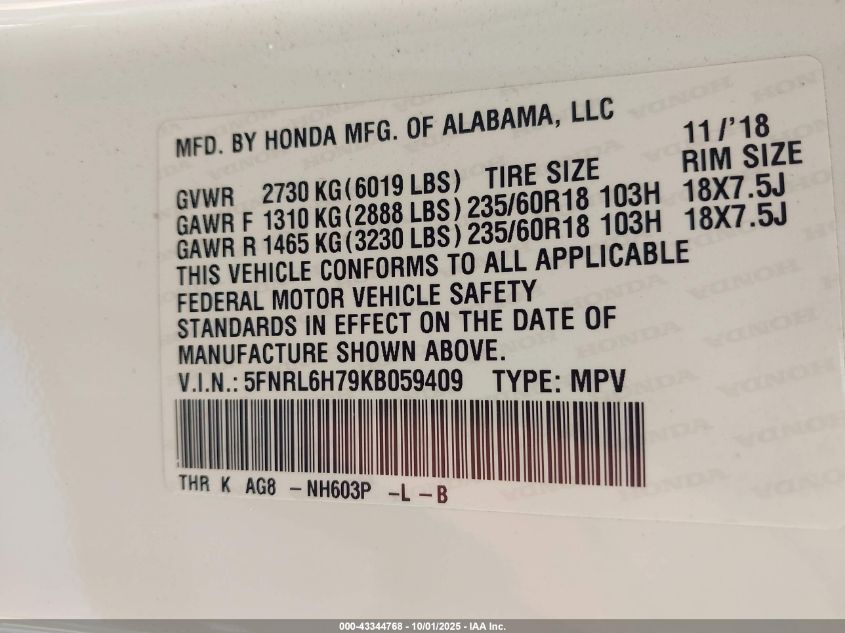 MFD. BY HONDA MFG. OF ALABAMA, LLC
11/'18
GVWR 2730 KG (6019 LBS) TIRE SIZE RIM SIZE
GAWR F 1310 KG (2888 LBS) 235/60R18 103H 18X7.5J
GAWR R 1465 KG (3230 LBS) 235/60R18 103H 18X7.5J
THIS VEHICLE CONFORMS TO ALL APPLICABLE
FEDERAL MOTOR VEHICLE SAFETY
STANDARDS IN EFFECT ON THE DATE OF
MANUFACTURE SHOWN ABOVE.
V.I.N.: 5FNRL6H79KB059409 TYPE: MPV
THR K AG8 -NH603P -L -B
000-43344768 - 10/01/2025 - IAA Inc.